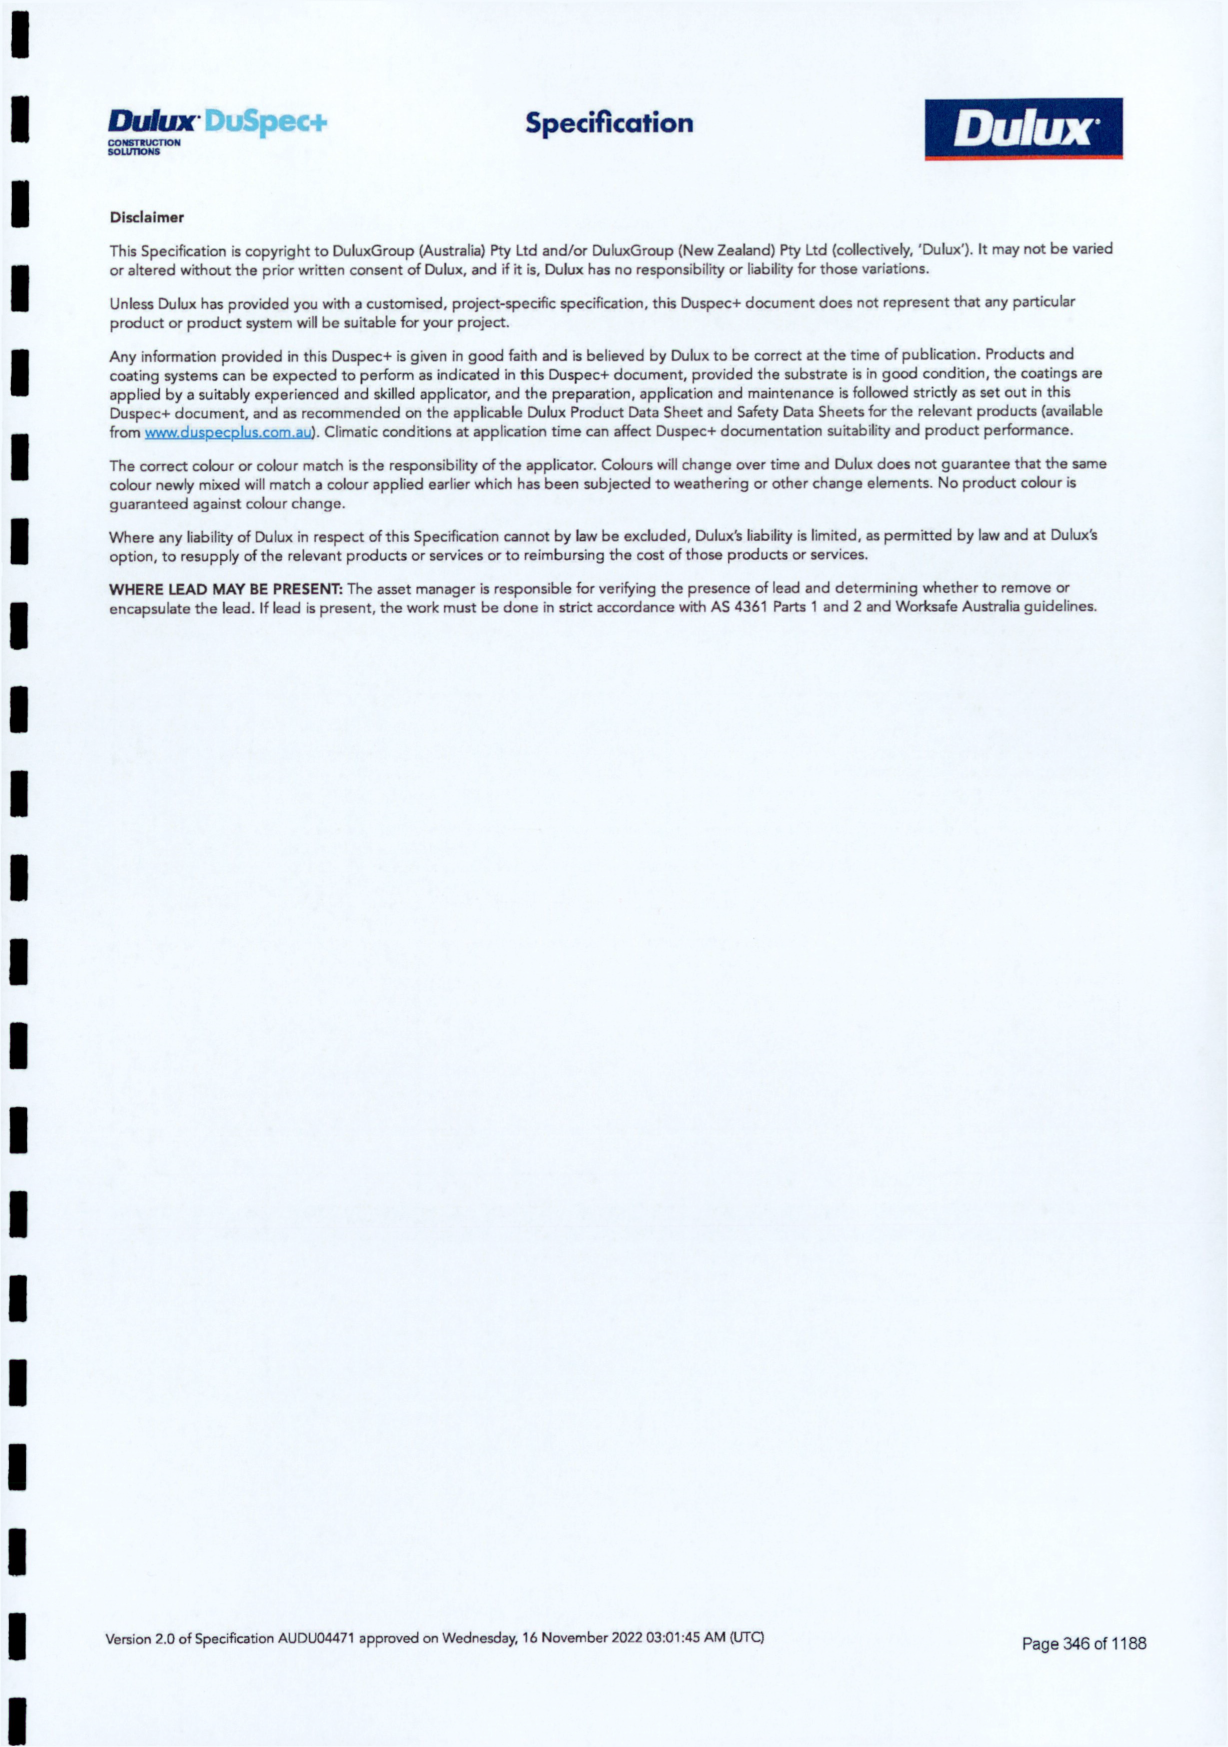 Dulux DuSpec+
CONSTRUCTION
SOLUTIONS
Specification
Dulux
Disclaimer
This Specification is copyright to DuluxGroup (Australia) Pty Ltd and/or DuluxGroup (New Zealand) Pty Ltd (collectively, 'Dulux'). It may not be varied
or altered without the prior written consent of Dulux, and if it is, Dulux has no responsibility or liability for those variations.
Unless Dulux has provided you with a customised, project-specific specification, this Duspec+ document does not represent that any particular
product or product system will be suitable for your project.
Any information provided in this Duspec+ is given in good faith and is believed by Dulux to be correct at the time of publication. Products and
coating systems can be expected to perform as indicated in this Duspec+ document, provided the substrate is in good condition, the coatings are
applied by a suitably experienced and skilled applicator, and the preparation, application and maintenance is followed strictly as set out in this
Duspec+ document, and as recommended on the applicable Dulux Product Data Sheet and Safety Data Sheets for the relevant products (available
from www.duspecplus.com.au). Climatic conditions at application time can affect Duspec+ documentation suitability and product performance.
The correct colour or colour match is the responsibility of the applicator. Colours will change over time and Dulux does not guarantee that the same
colour newly mixed will match a colour applied earlier which has been subjected to weathering or other change elements. No product colour is
guaranteed against colour change.
Where any liability of Dulux in respect of this Specification cannot by law be excluded, Dulux's liability is limited, as permitted by law and at Dulux's
option, to resupply of the relevant products or services or to reimbursing the cost of those products or services.
WHERE LEAD MAY BE PRESENT: The asset manager is responsible for verifying the presence of lead and determining whether to remove or
encapsulate the lead. If lead is present, the work must be done in strict accordance with AS 4361 Parts 1 and 2 and Worksafe Australia guidelines.
Version 2.0 of Specification AUDU04471 approved on Wednesday, 16 November 2022 03:01:45 AM (UTC)
Page 346 of 1188